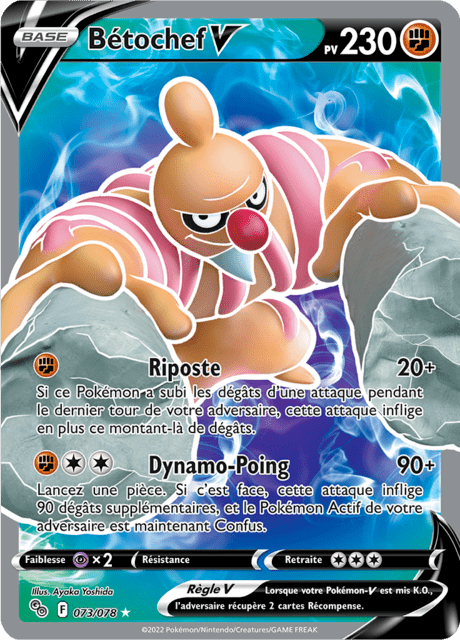 BASE Bétochef V PV 230
Riposte 20+
Si ce Pokémon a subi les dégâts d'une attaque pendant
le dernier tour de votre adversaire, cette attaque inflige
en plus ce montant-là de dégâts.
Dynamo-Poing 90+
Lancez une pièce. Si c'est face, cette attaque inflige
90 dégâts supplémentaires, et le Pokémon Actif de votre
adversaire est maintenant Confus.
Faiblesse ×2 Résistance Retraite
Illus. Ayaka Yoshida
Règle V Lorsque votre Pokémon-V est mis K.O.,
l'adversaire récupère 2 cartes Récompense.
GO F 073/078 ★
©2022 Pokémon/Nintendo/Creatures/GAME FREAK